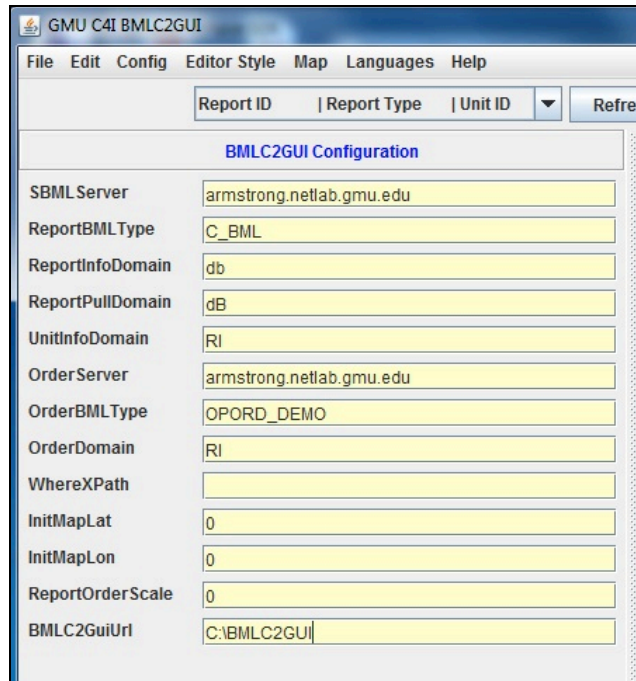 GMU C4I BMLC2GUI
File Edit Config Editor Style Map Languages Help
Report ID | Report Type | Unit ID Refre
BMLC2GUI Configuration
SBMLServer armstrong.netlab.gmu.edu
ReportBMLType C_BML
ReportInfoDomain db
ReportPullDomain dB
UnitInfoDomain RI
OrderServer armstrong.netlab.gmu.edu
OrderBMLType OPORD_DEMO
OrderDomain RI
WhereXPath
InitMapLat 0
InitMapLon 0
ReportOrderScale 0
BMLC2GuiUrl C:\BMLC2GUI